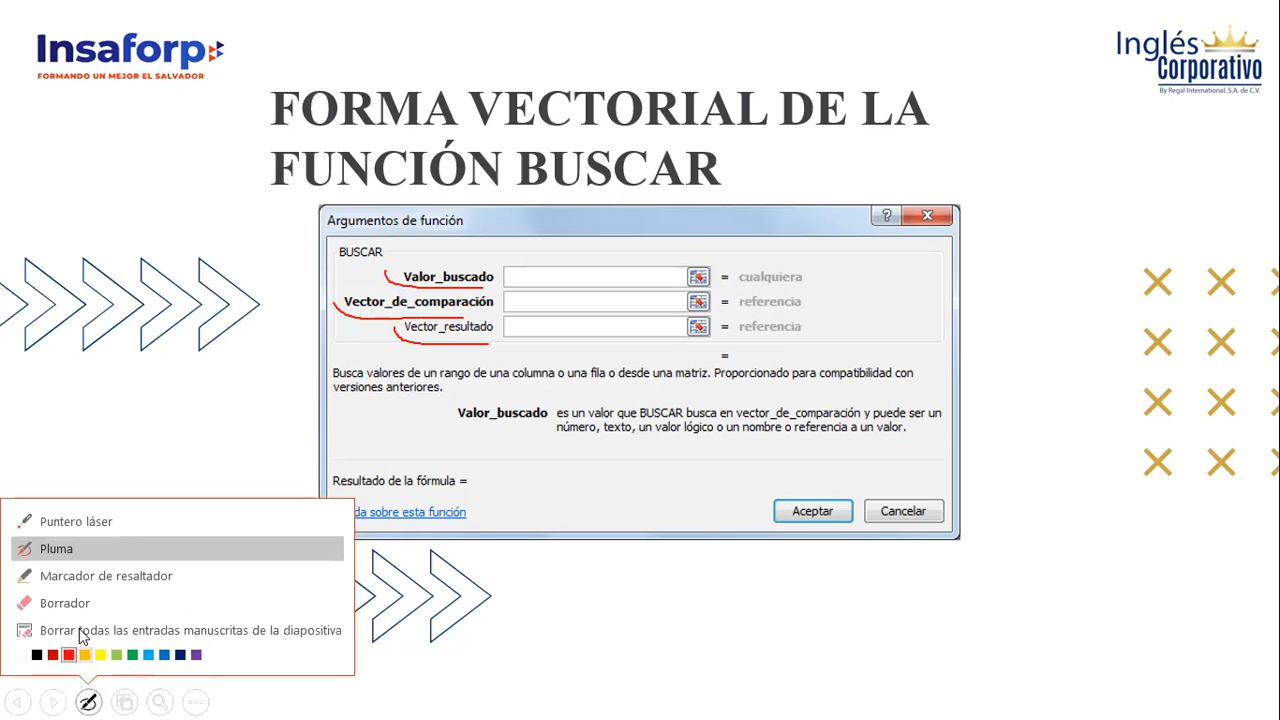 Insaforp
FORMANDO UN MEJOR EL SALVADOR
Inglés
Corporativo
By Regal International, S.A. de C.V.
FORMA VECTORIAL DE LA
FUNCIÓN BUSCAR
Argumentos de función
BUSCAR
Valor_buscado = cualquiera
Vector_de_comparación = referencia
Vector_resultado = referencia
=
Busca valores de un rango de una columna o una fila o desde una matriz. Proporcionado para compatibilidad con
versiones anteriores.
Valor_buscado es un valor que BUSCAR busca en vector_de_comparación y puede ser un
número, texto, un valor lógico o un nombre o referencia a un valor.
Resultado de la fórmula =
da sobre esta función
Aceptar
Cancelar
Puntero láser
Pluma
Marcador de resaltador
Borrador
Borrar todas las entradas manuscritas de la diapositiva